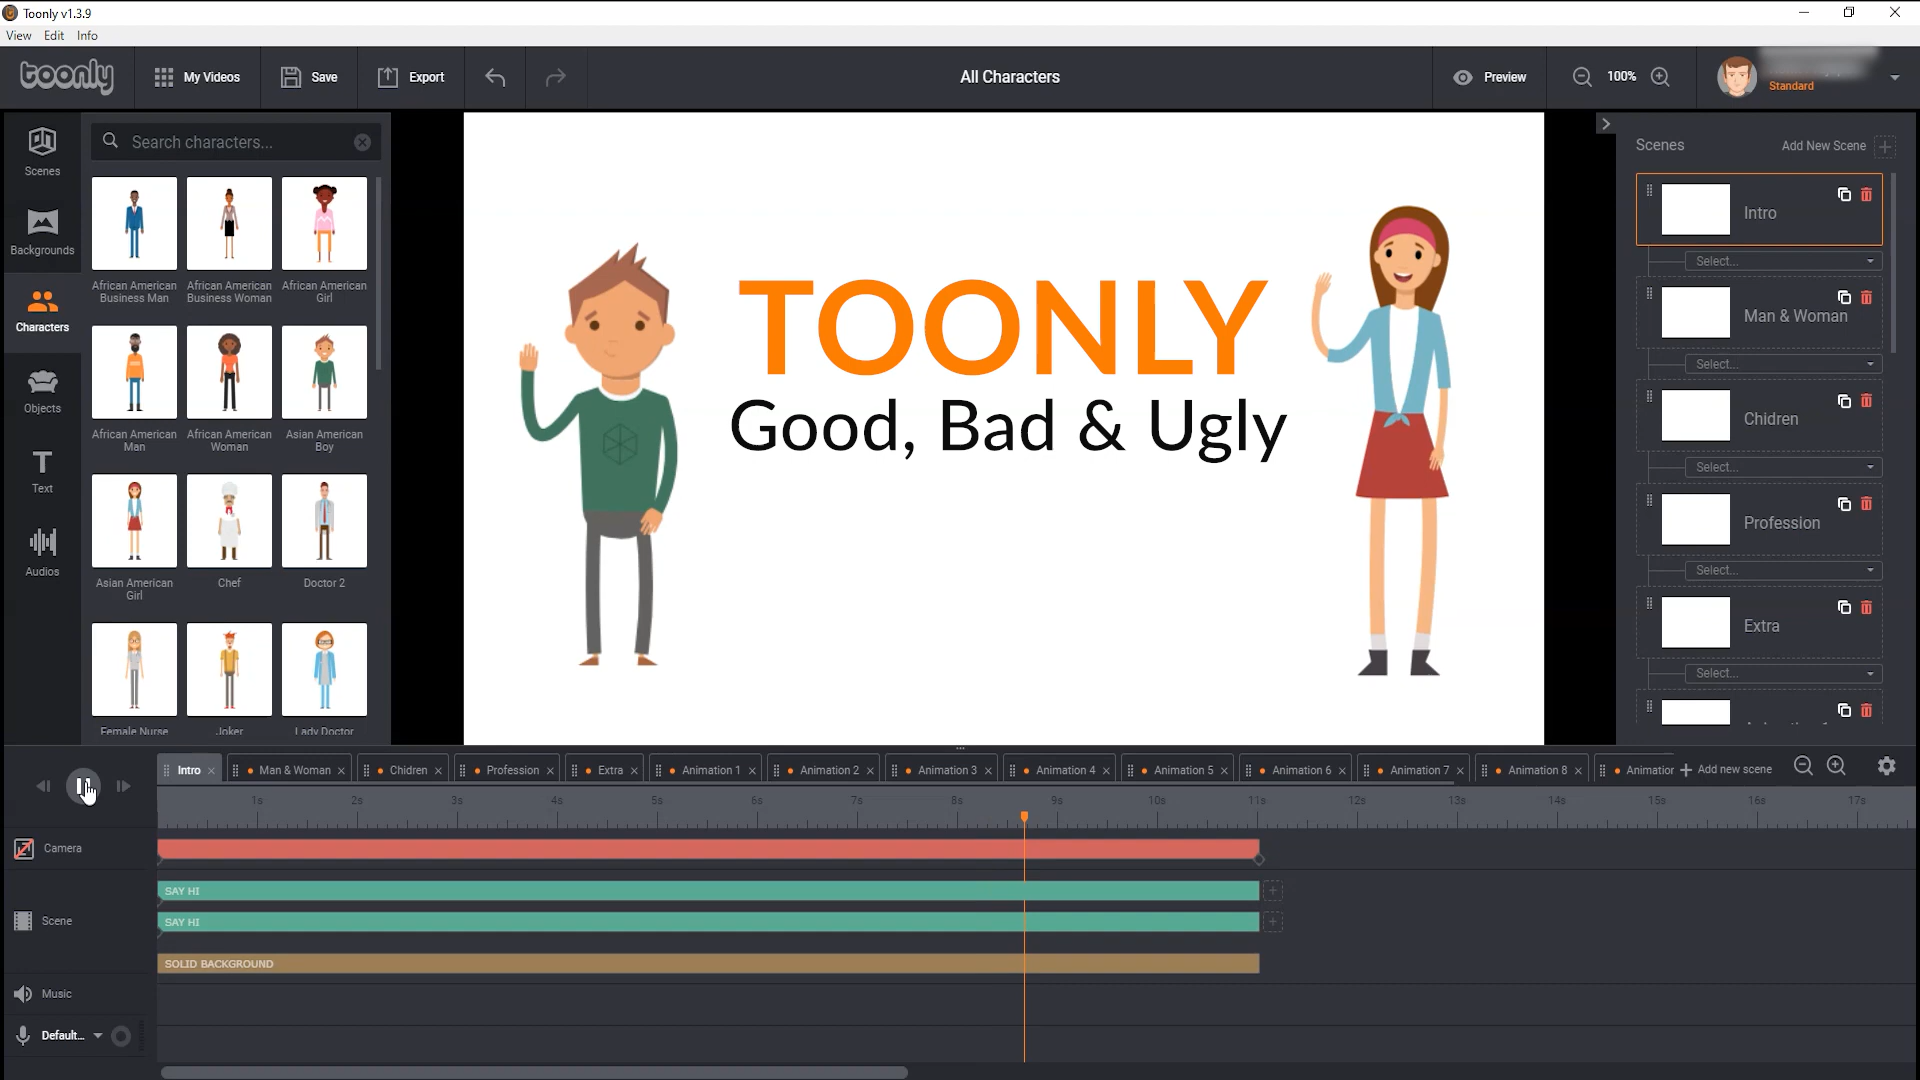 Toonly v1.3.9
View Edit Info
toonly
My Videos
Save
Export
All Characters
Preview
100%
Standard
Scenes
Backgrounds
Characters
Objects
Text
Audios
Search characters...
African American
Business Man
African American
Business Woman
African American
Girl
African American
Man
African American
Woman
Asian American
Boy
Asian American
Girl
Chef
Doctor 2
Female Nurse
Joker
Lady Doctor
TOONLY
Good, Bad & Ugly
Scenes
Add New Scene
Intro
Select...
Man & Woman
Select...
Chidren
Select...
Profession
Select...
Extra
Select...
Intro
Man & Woman
Chidren
Profession
Extra
Animation 1
Animation 2
Animation 3
Animation 4
Animation 5
Animation 6
Animation 7
Animation 8
Animation
Add new scene
1s 2s 3s 4s 5s 6s 7s 8s 9s 10s 11s 12s 13s 14s 15s 16s 17s
Camera
SAY HI
Scene
SAY HI
SOLID BACKGROUND
Music
Default...